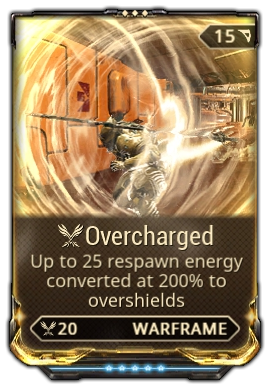 15
Overcharged
Up to 25 respawn energy
converted at 200% to
overshields
20 WARFRAME